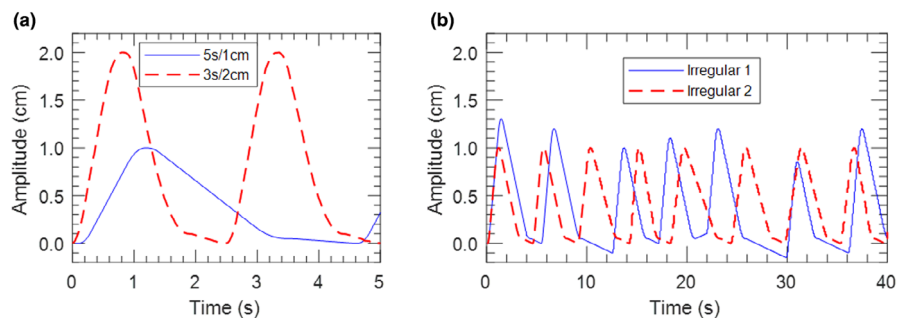 (a)
5s/1cm
3s/2cm
Amplitude (cm)
2.0
1.5
1.0
0.5
0.0
0 1 2 3 4 5
Time (s)
(b)
Irregular 1
Irregular 2
Amplitude (cm)
2.0
1.5
1.0
0.5
0.0
0 10 20 30 40
Time (s)